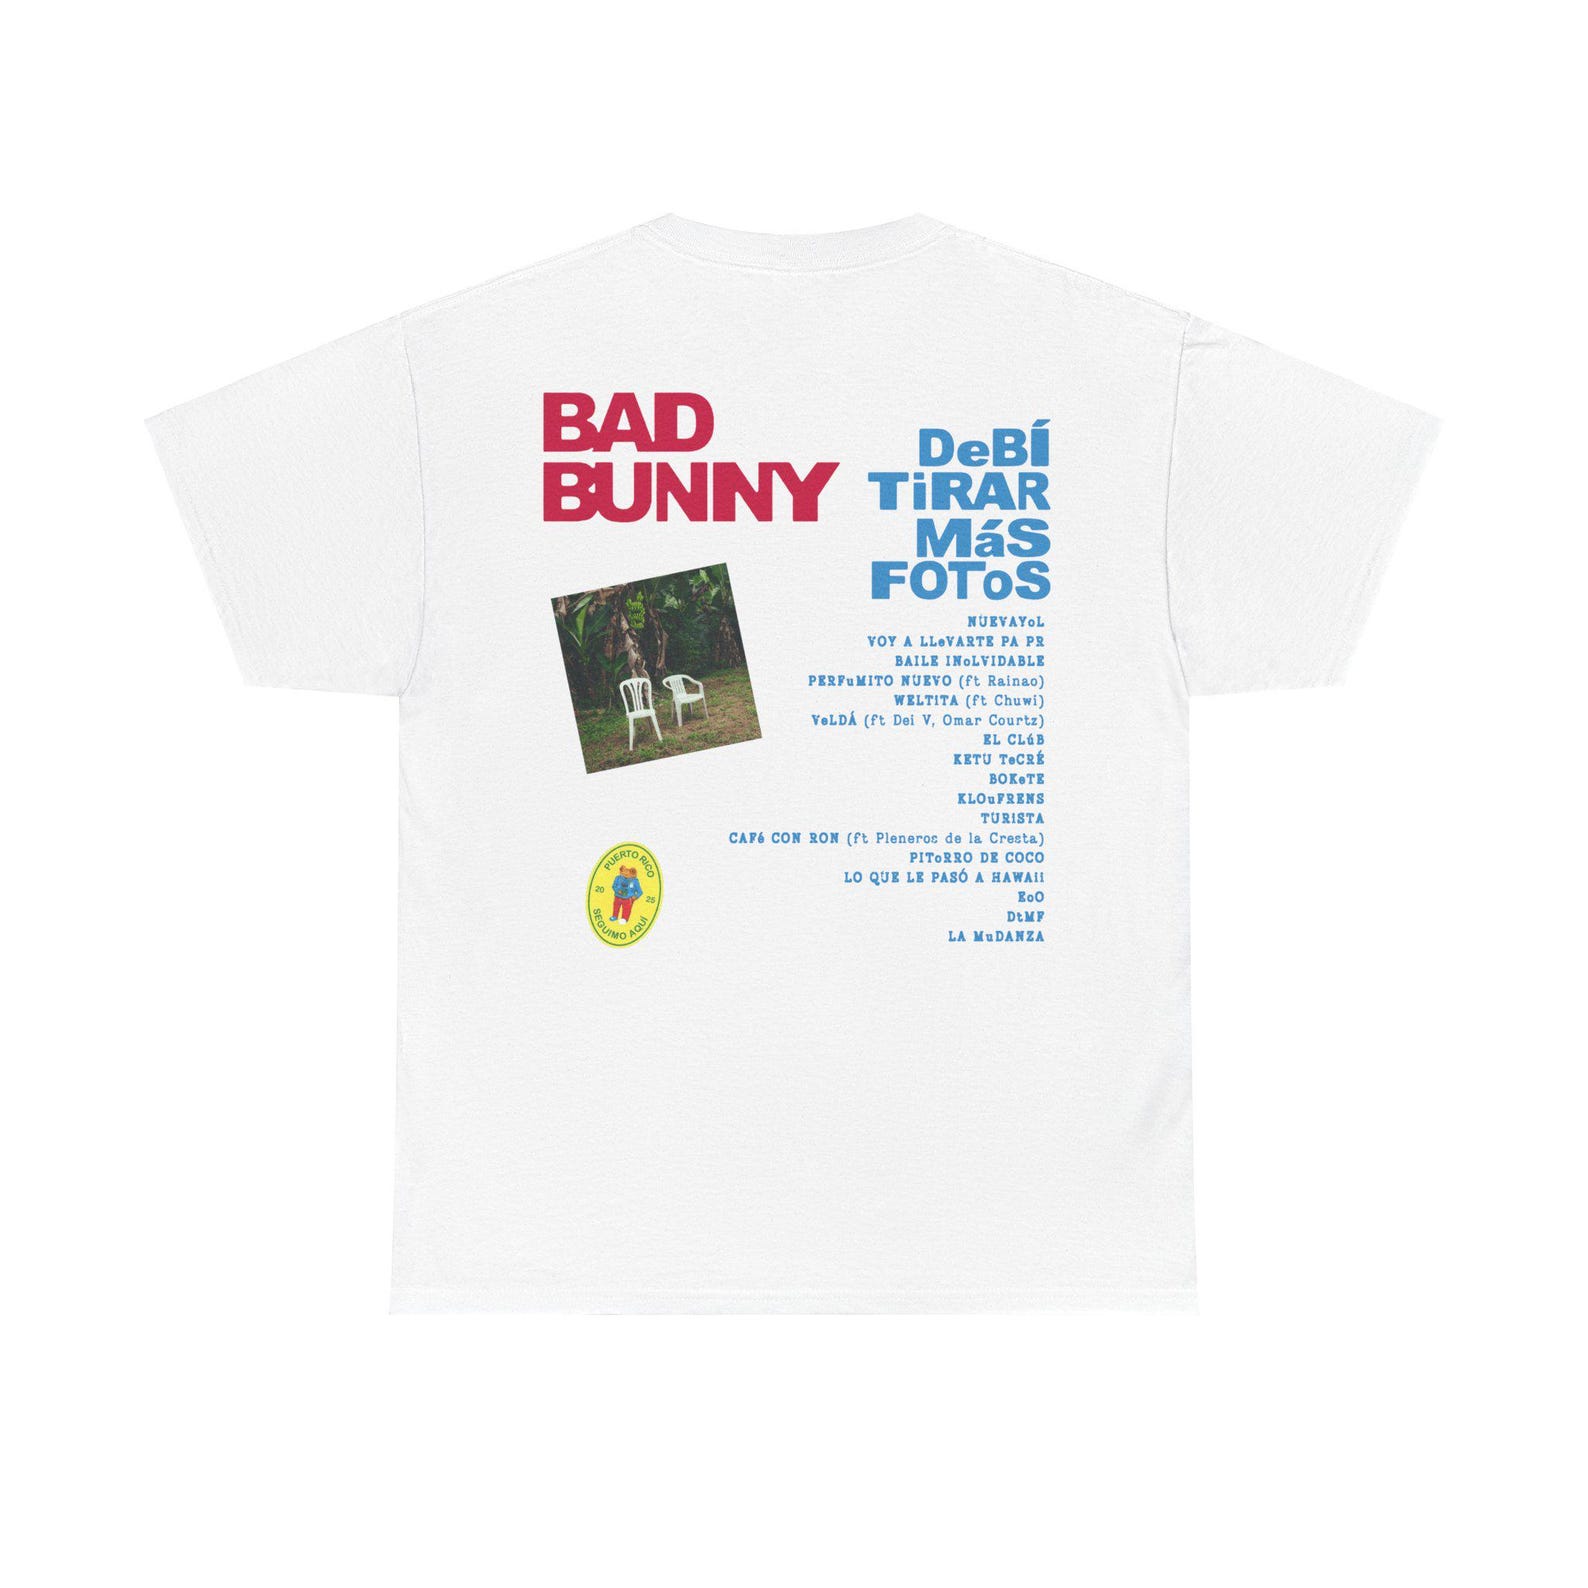 BAD
BUNNY
DeBÍ
TiRAR
MáS
FOToS
NUEVAYoL
VOY A LLeVARTE PA PR
BAILE INoLVIDABLE
PERFuMITO NUEVO (ft Rainao)
WELTiTA (ft Chuwi)
VeLDÁ (ft Dei V, Omar Courtz)
EL CLúB
KETU TeCRÉ
BOKeTE
KLOuFRENS
TURiSTA
CAFé CON RON (ft Pleneros de la Cresta)
PIToRRO DE COCO
LO QUE LE PASÓ A HAWAii
EoO
DtMF
LA MuDANZA
PUERTO RICO
20 25
SEGUIMO AQUÍ